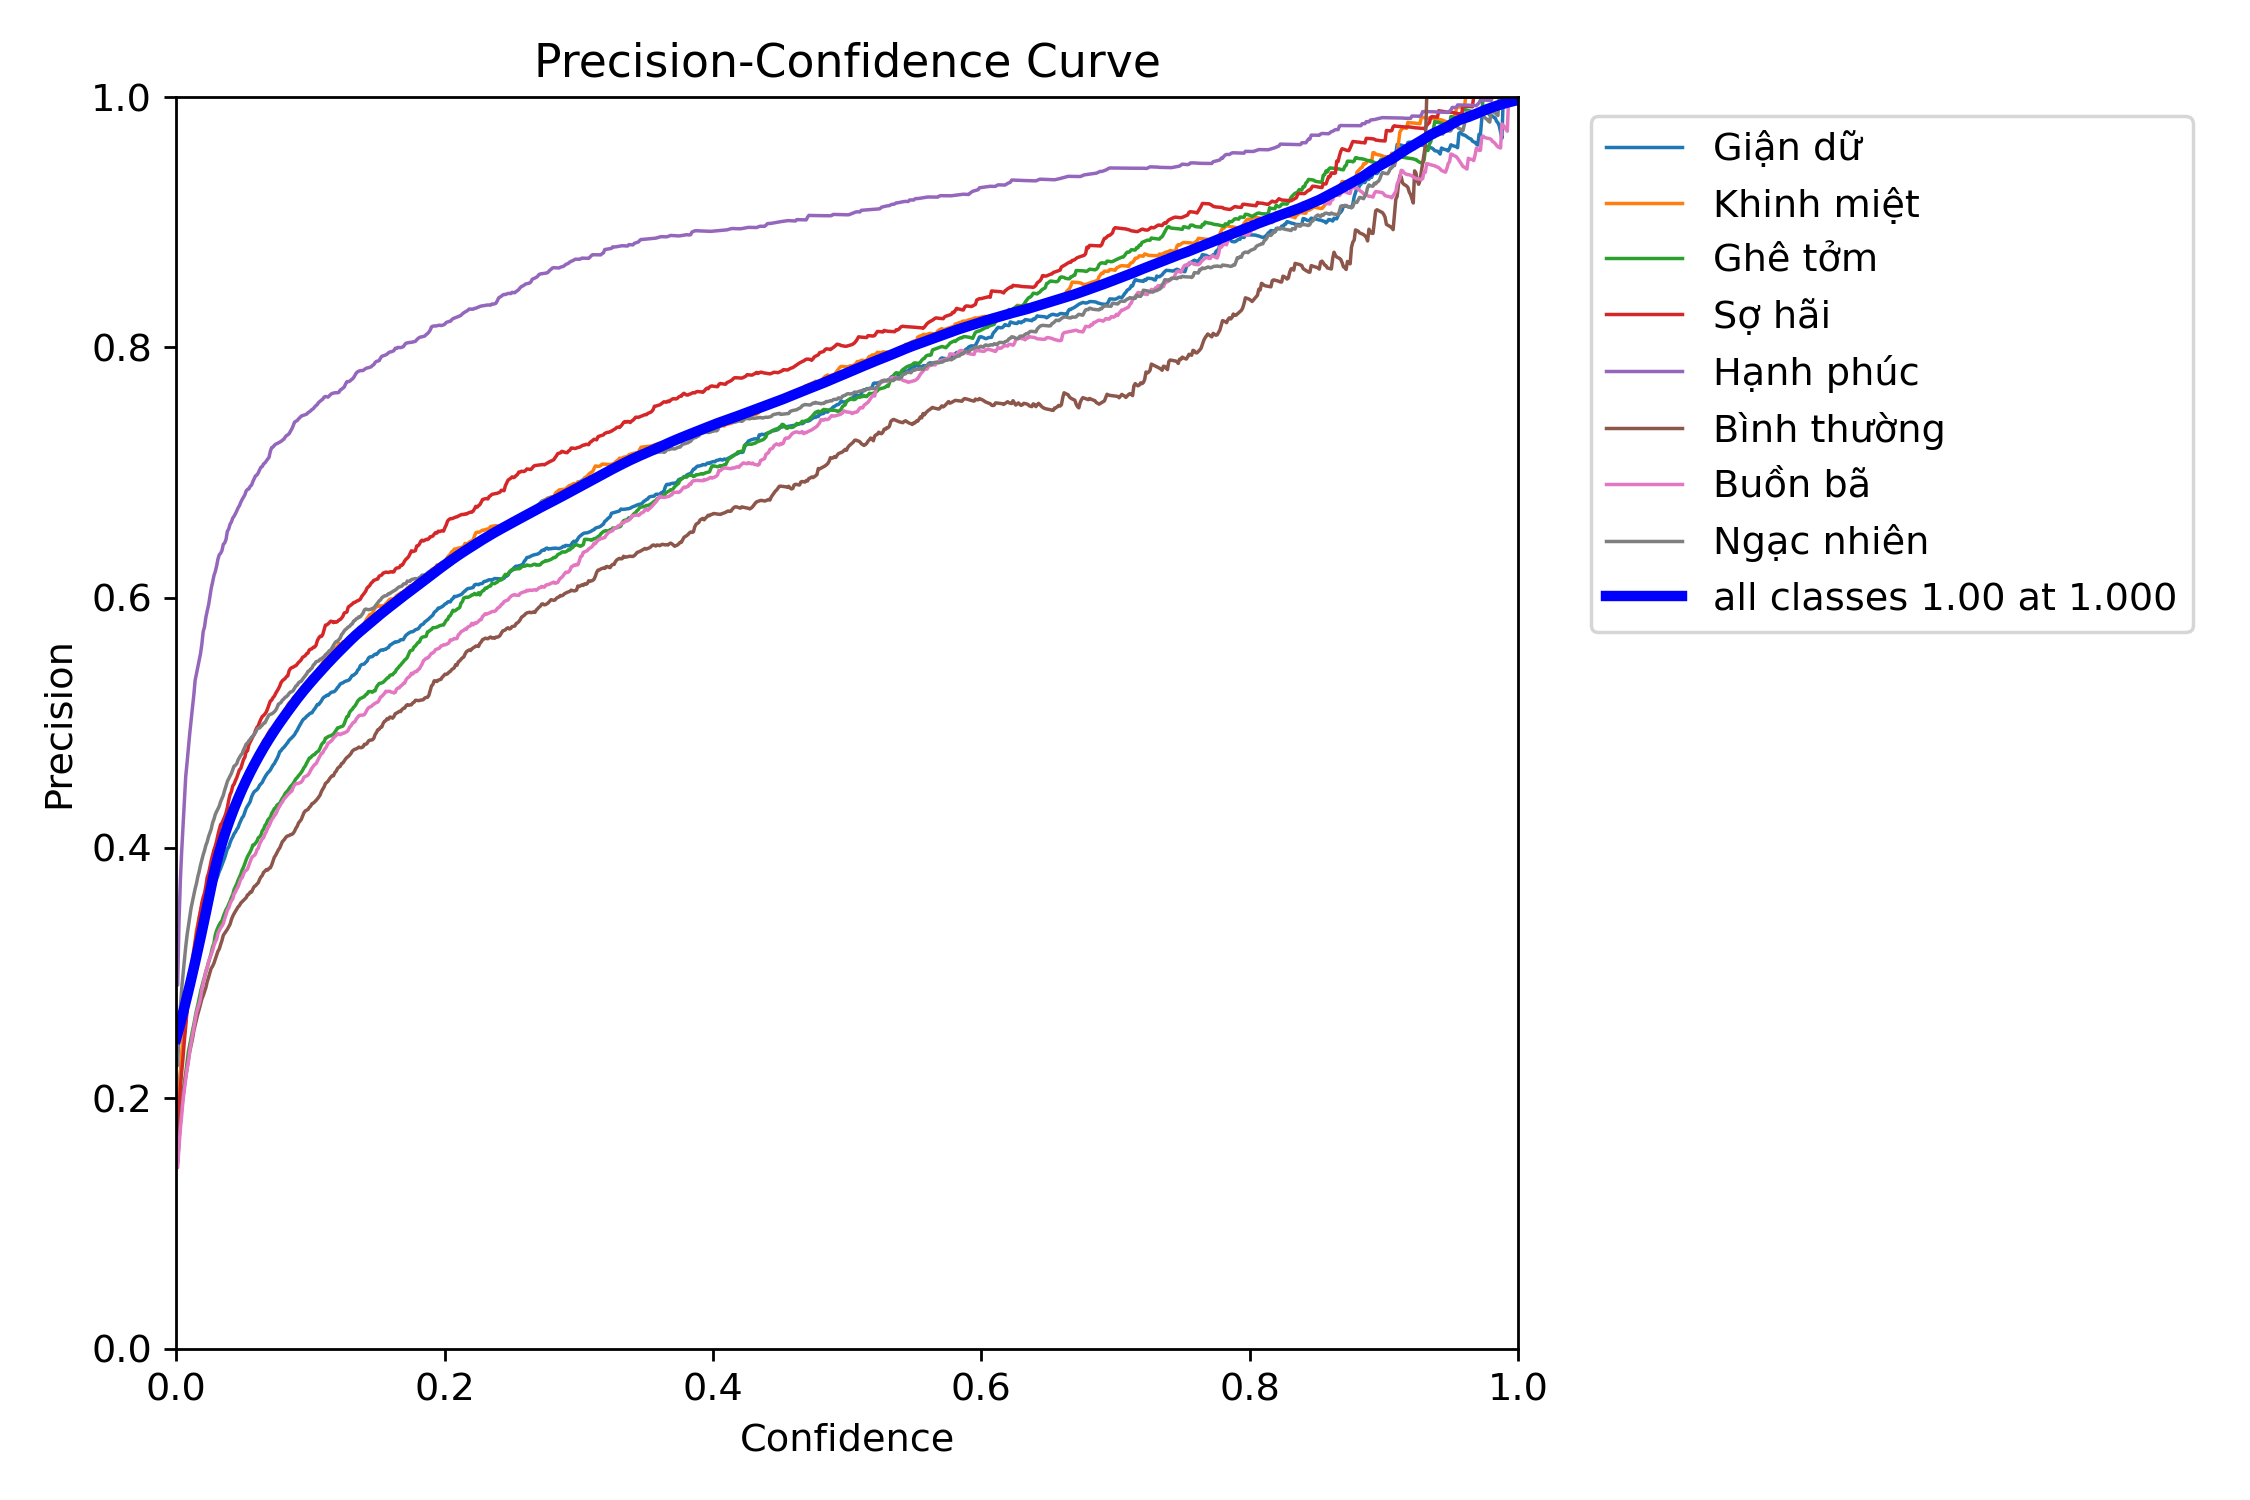 Precision-Confidence Curve
1.0
0.8
0.6
0.4
0.2
0.0
Precision
0.0 0.2 0.4 0.6 0.8 1.0
Confidence
Giận dữ
Khinh miệt
Ghê tởm
Sợ hãi
Hạnh phúc
Bình thường
Buồn bã
Ngạc nhiên
all classes 1.00 at 1.000